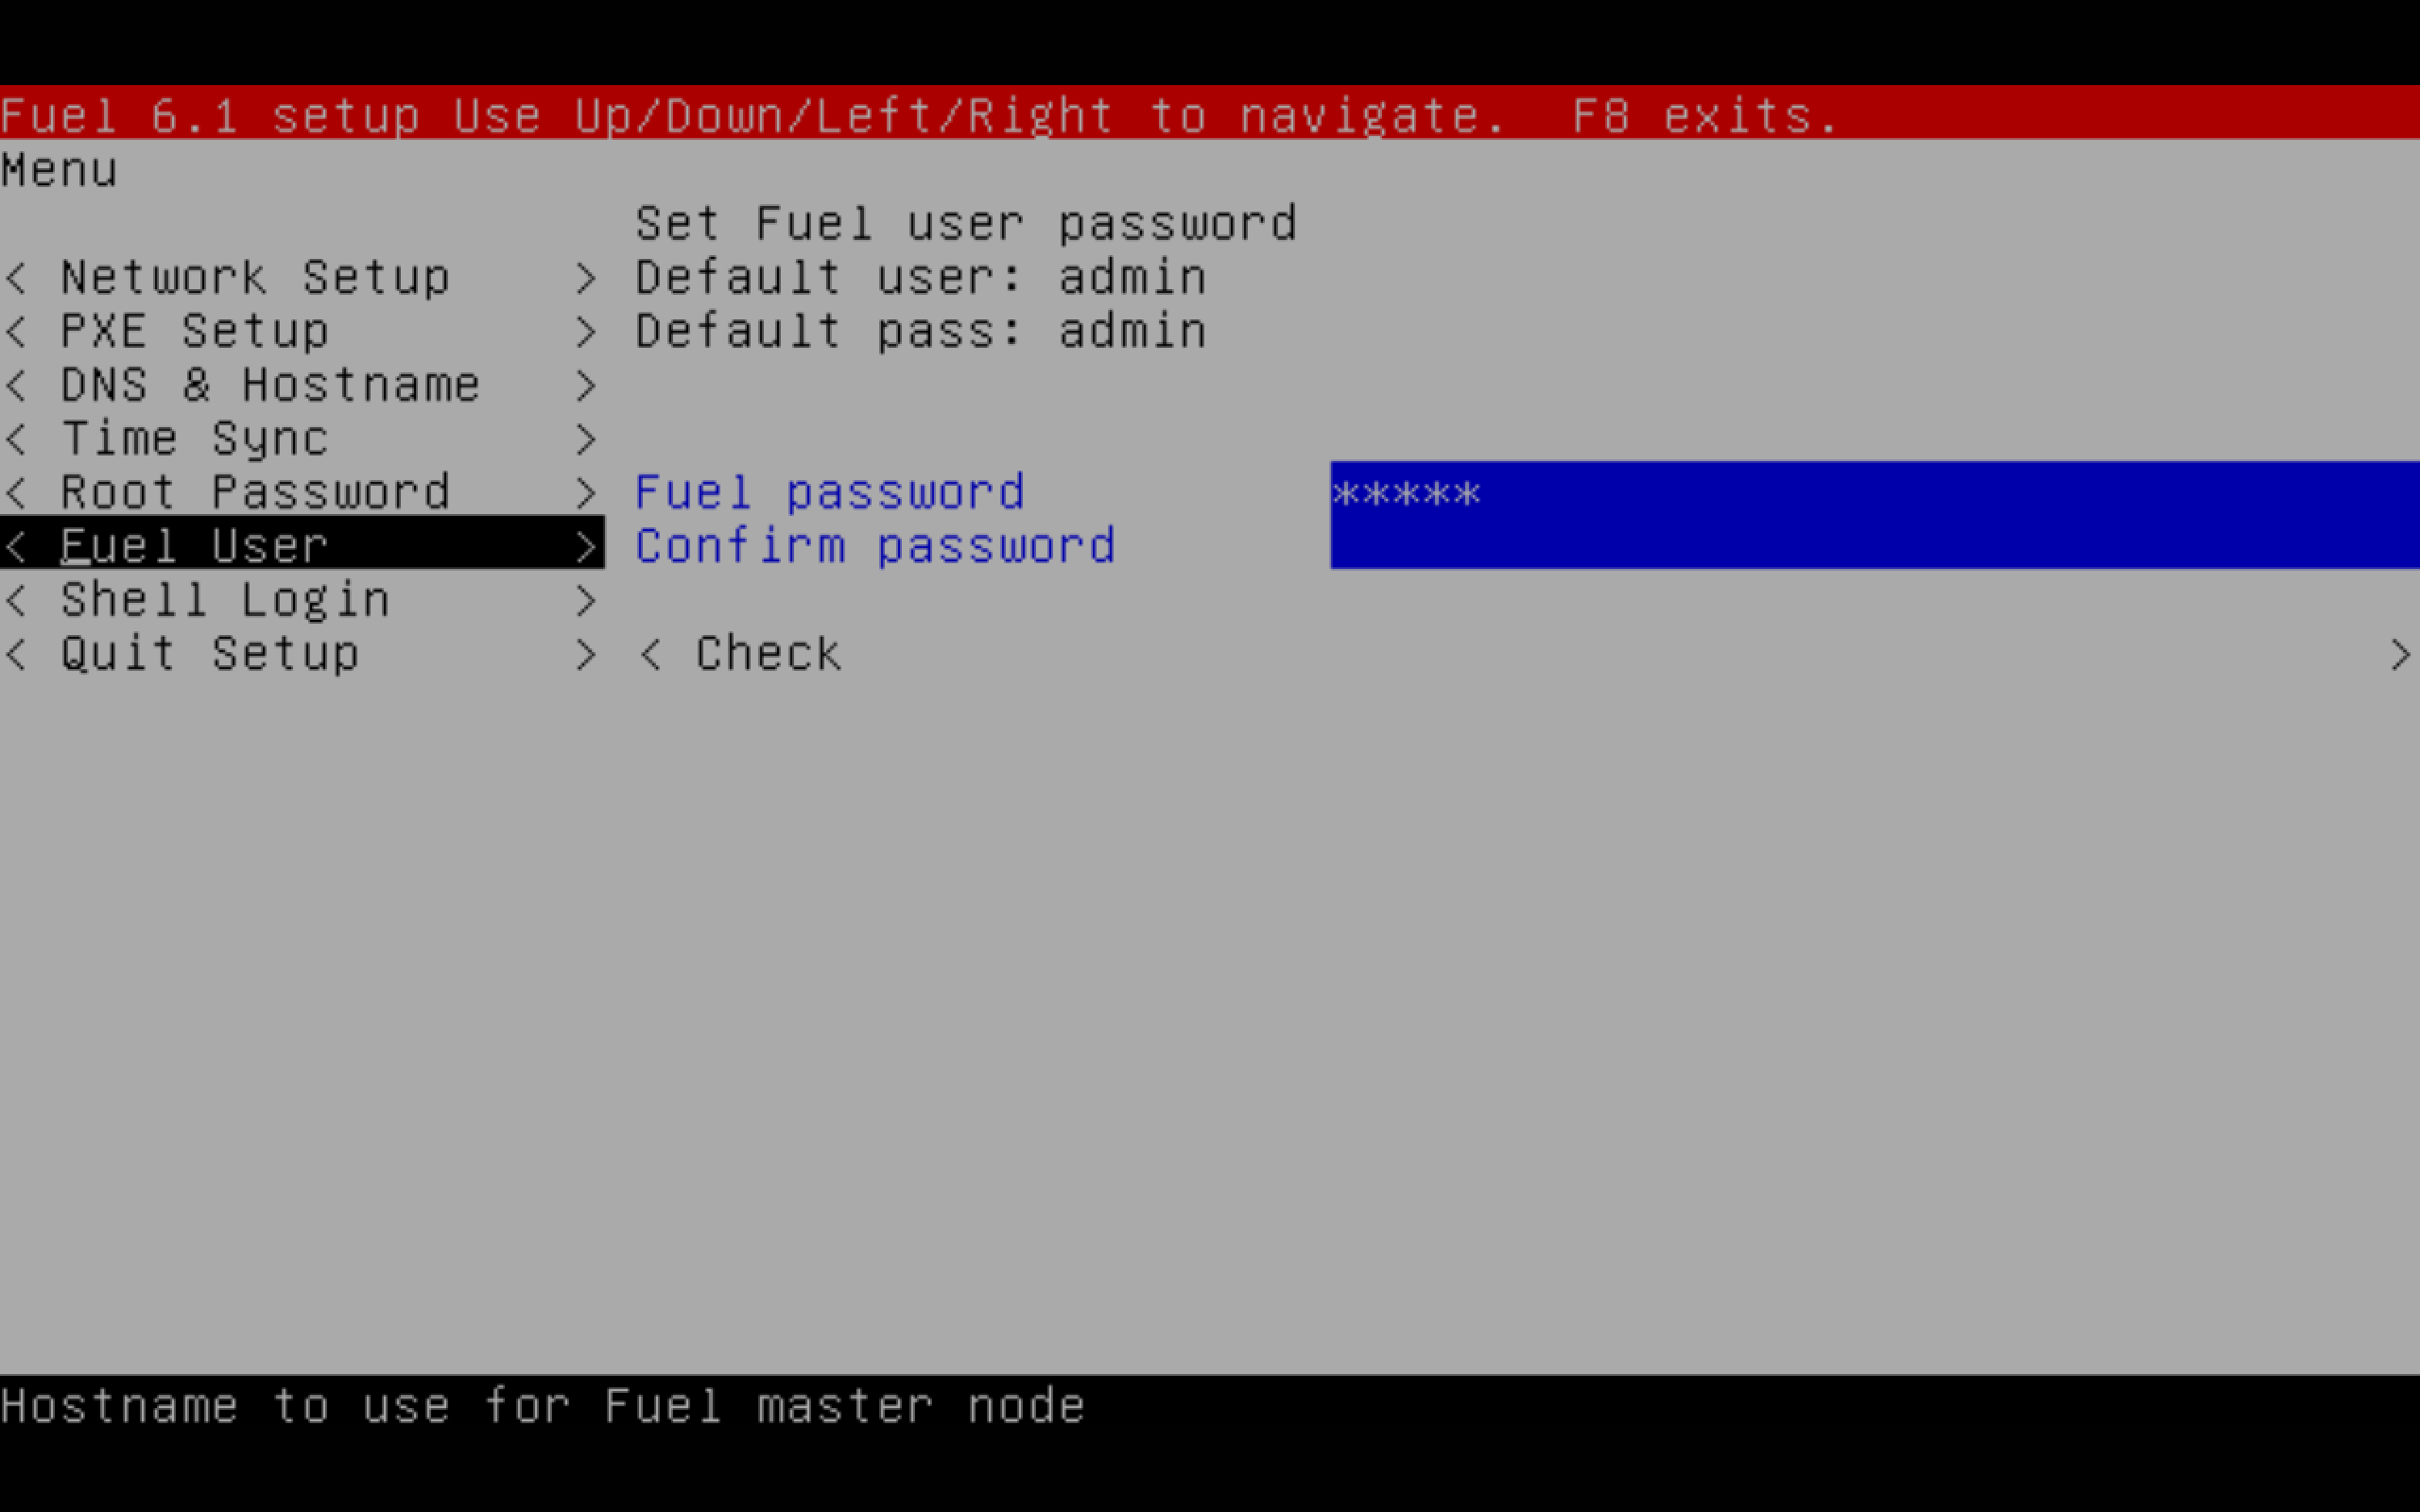 Fuel 6.1 setup Use Up/Down/Left/Right to navigate.  F8 exits.
Menu
Set Fuel user password
< Network Setup > Default user: admin
< PXE Setup > Default pass: admin
< DNS & Hostname >
< Time Sync >
< Root Password > Fuel password *****
< Fuel User > Confirm password
< Shell Login >
< Quit Setup > < Check >
Hostname to use for Fuel master node